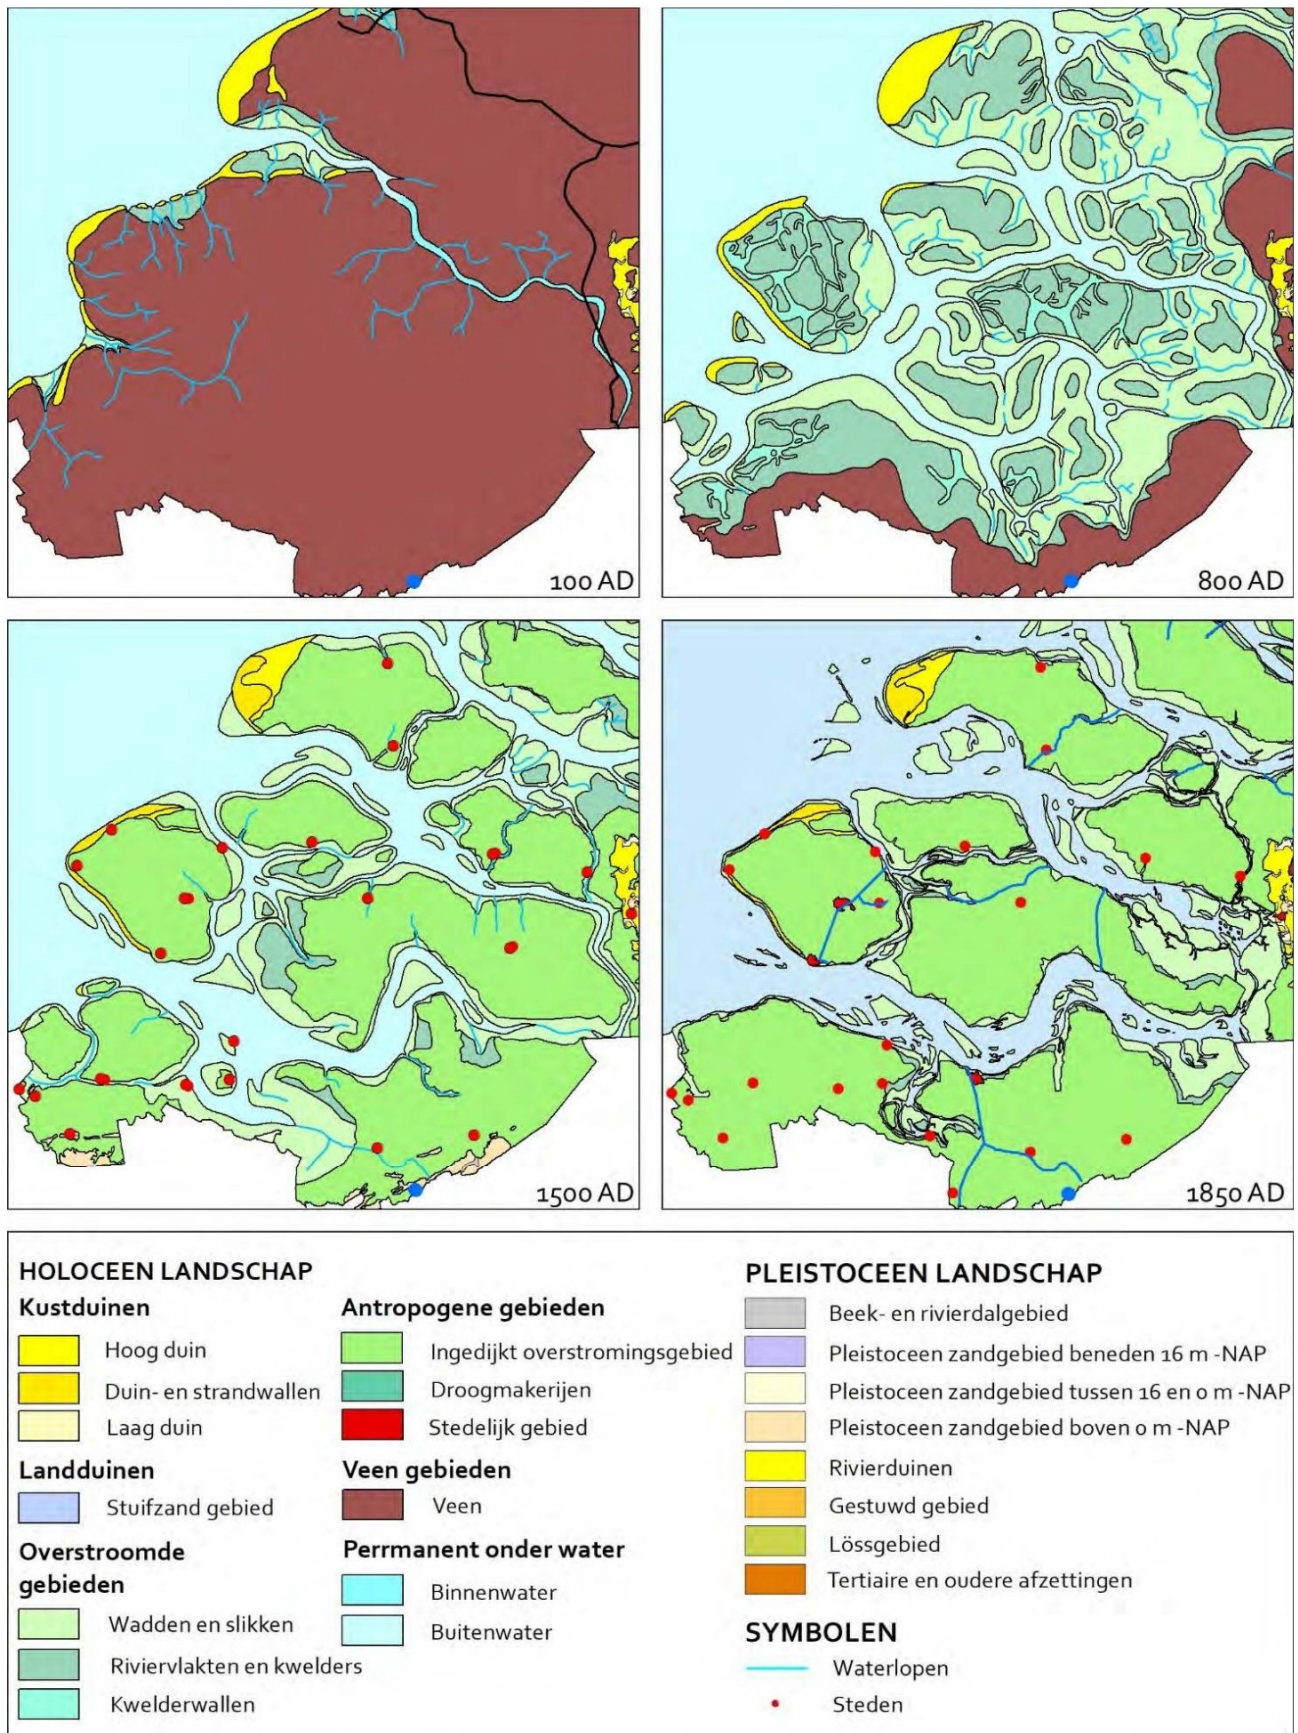 100 AD
800 AD
1500 AD
1850 AD
HOLOCEEN LANDSCHAP
Kustduinen
Hoog duin
Duin- en strandwallen
Laag duin
Landduinen
Stuifzand gebied
Overstroomde
gebieden
Wadden en slikken
Riviervlakten en kwelders
Kwelderwallen
Antropogene gebieden
Ingedijkt overstromingsgebied
Droogmakerijen
Stedelijk gebied
Veen gebieden
Veen
Perrmanent onder water
Binnenwater
Buitenwater
PLEISTOCEEN LANDSCHAP
Beek- en rivierdalgebied
Pleistoceen zandgebied beneden 16 m -NAP
Pleistoceen zandgebied tussen 16 en 0 m -NAP
Pleistoceen zandgebied boven 0 m -NAP
Rivierduinen
Gestuwd gebied
Lössgebied
Tertiaire en oudere afzettingen
SYMBOLEN
Waterlopen
Steden